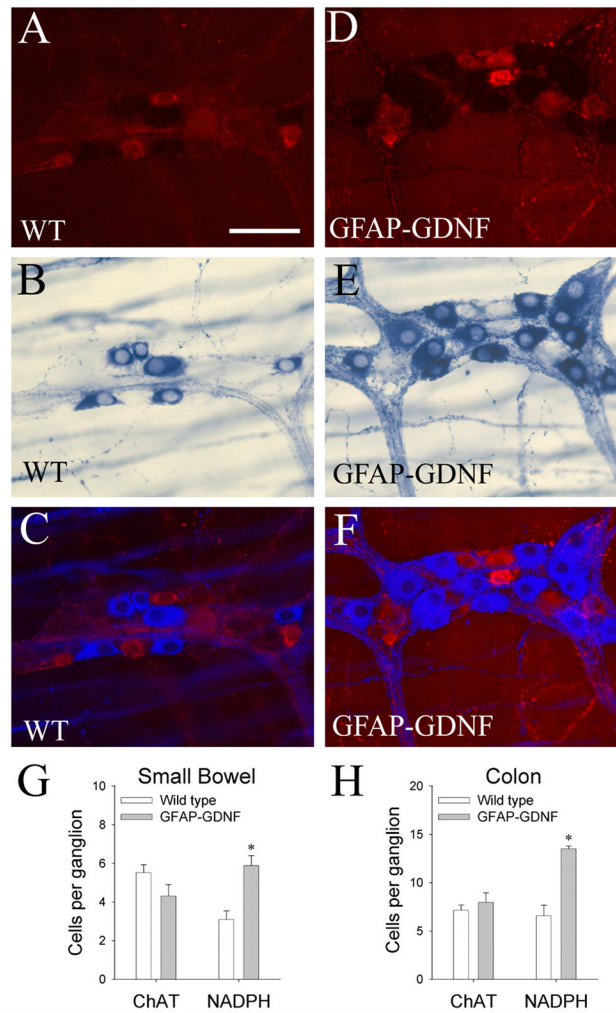 A
WT
D
GFAP-GDNF
B
WT
E
GFAP-GDNF
C
WT
F
GFAP-GDNF
G
Small Bowel
Wild type
GFAP-GDNF
Cells per ganglion
10
8
6
4
2
0
*
ChAT NADPH
H
Colon
Wild type
GFAP-GDNF
Cells per ganglion
20
15
10
5
0
*
ChAT NADPH